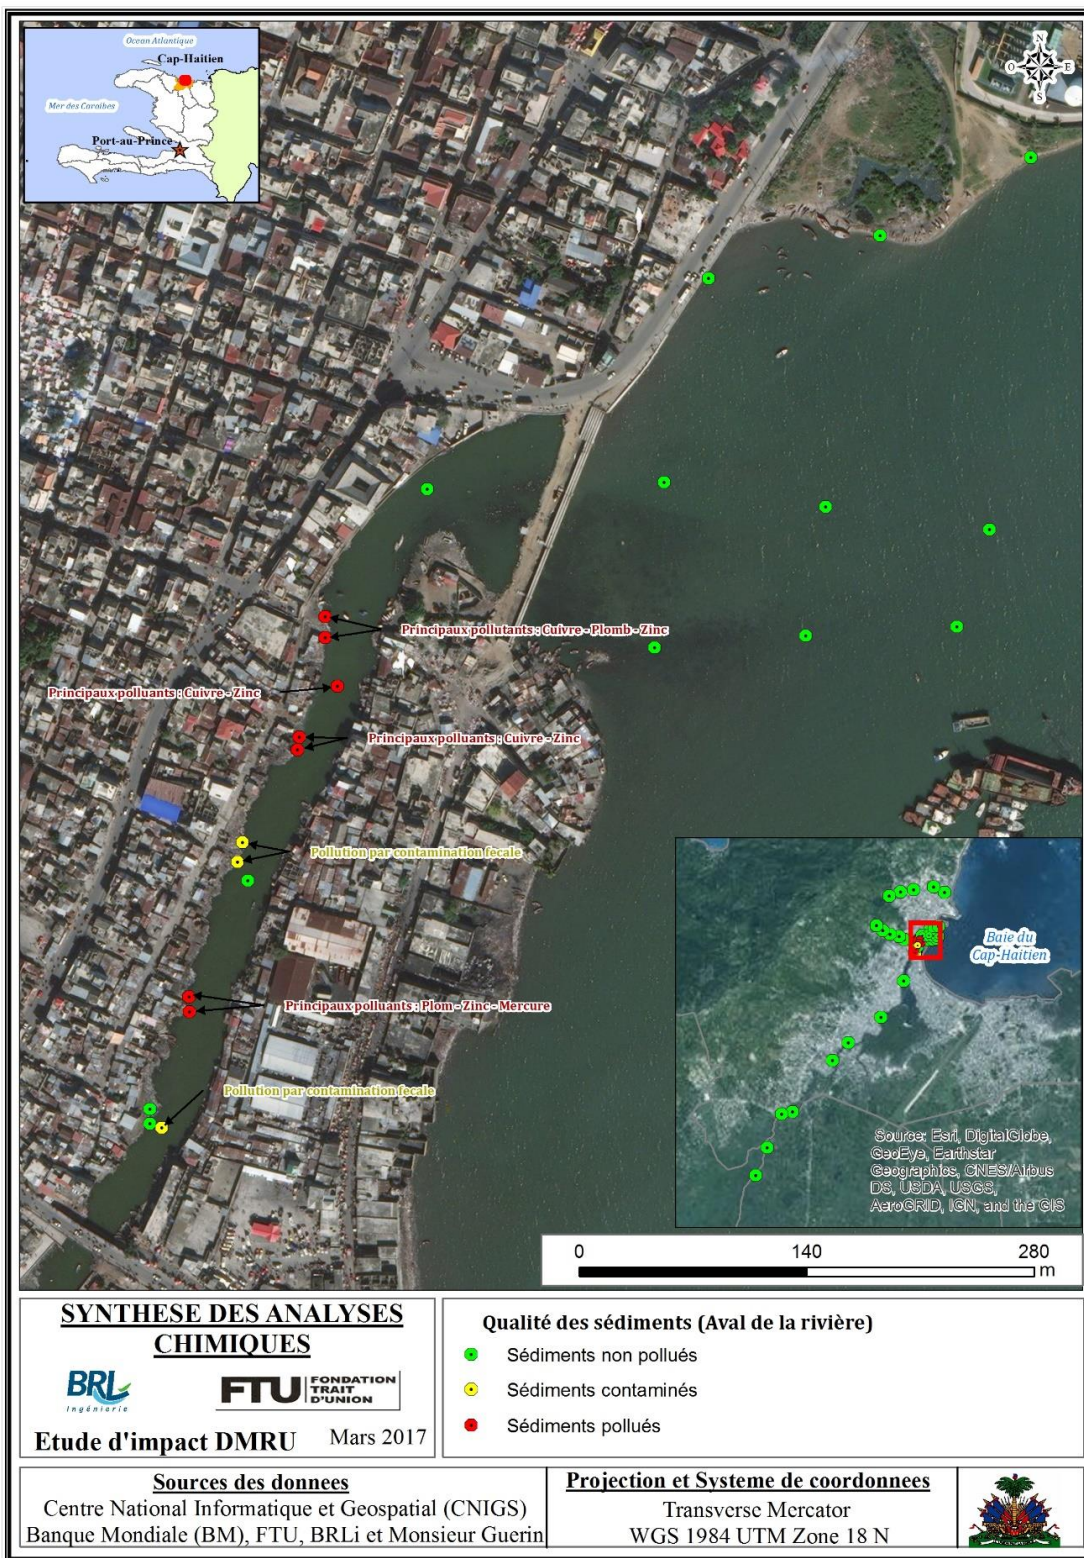 Ocean Atlantique
Cap-Haitien
Mer des Caraibes
Port-au-Prince
N
O
E
S
Principaux pollutants : Cuivre - Plomb - Zinc
Principaux polluants : Cuivre - Zinc
Principaux polluants : Cuivre - Zinc
Pollution par contamination fecale
Principaux polluants : Plom - Zinc - Mercure
Pollution par contamination fecale
Baie du
Cap-Haitien
Source: Esri, DigitalGlobe,
GeoEye, Earthstar
Geographics, CNES/Airbus
DS, USDA, USGS,
AeroGRID, IGN, and the GIS
0 140 280
m
SYNTHESE DES ANALYSES
CHIMIQUES
BRL
Ingénierie
FTU FONDATION
TRAIT
D'UNION
Etude d'impact DMRU Mars 2017
Qualité des sédiments (Aval de la rivière)
Sédiments non pollués
Sédiments contaminés
Sédiments pollués
Sources des donnees
Centre National Informatique et Geospatial (CNIGS)
Banque Mondiale (BM), FTU, BRLi et Monsieur Guerin
Projection et Systeme de coordonnees
Transverse Mercator
WGS 1984 UTM Zone 18 N